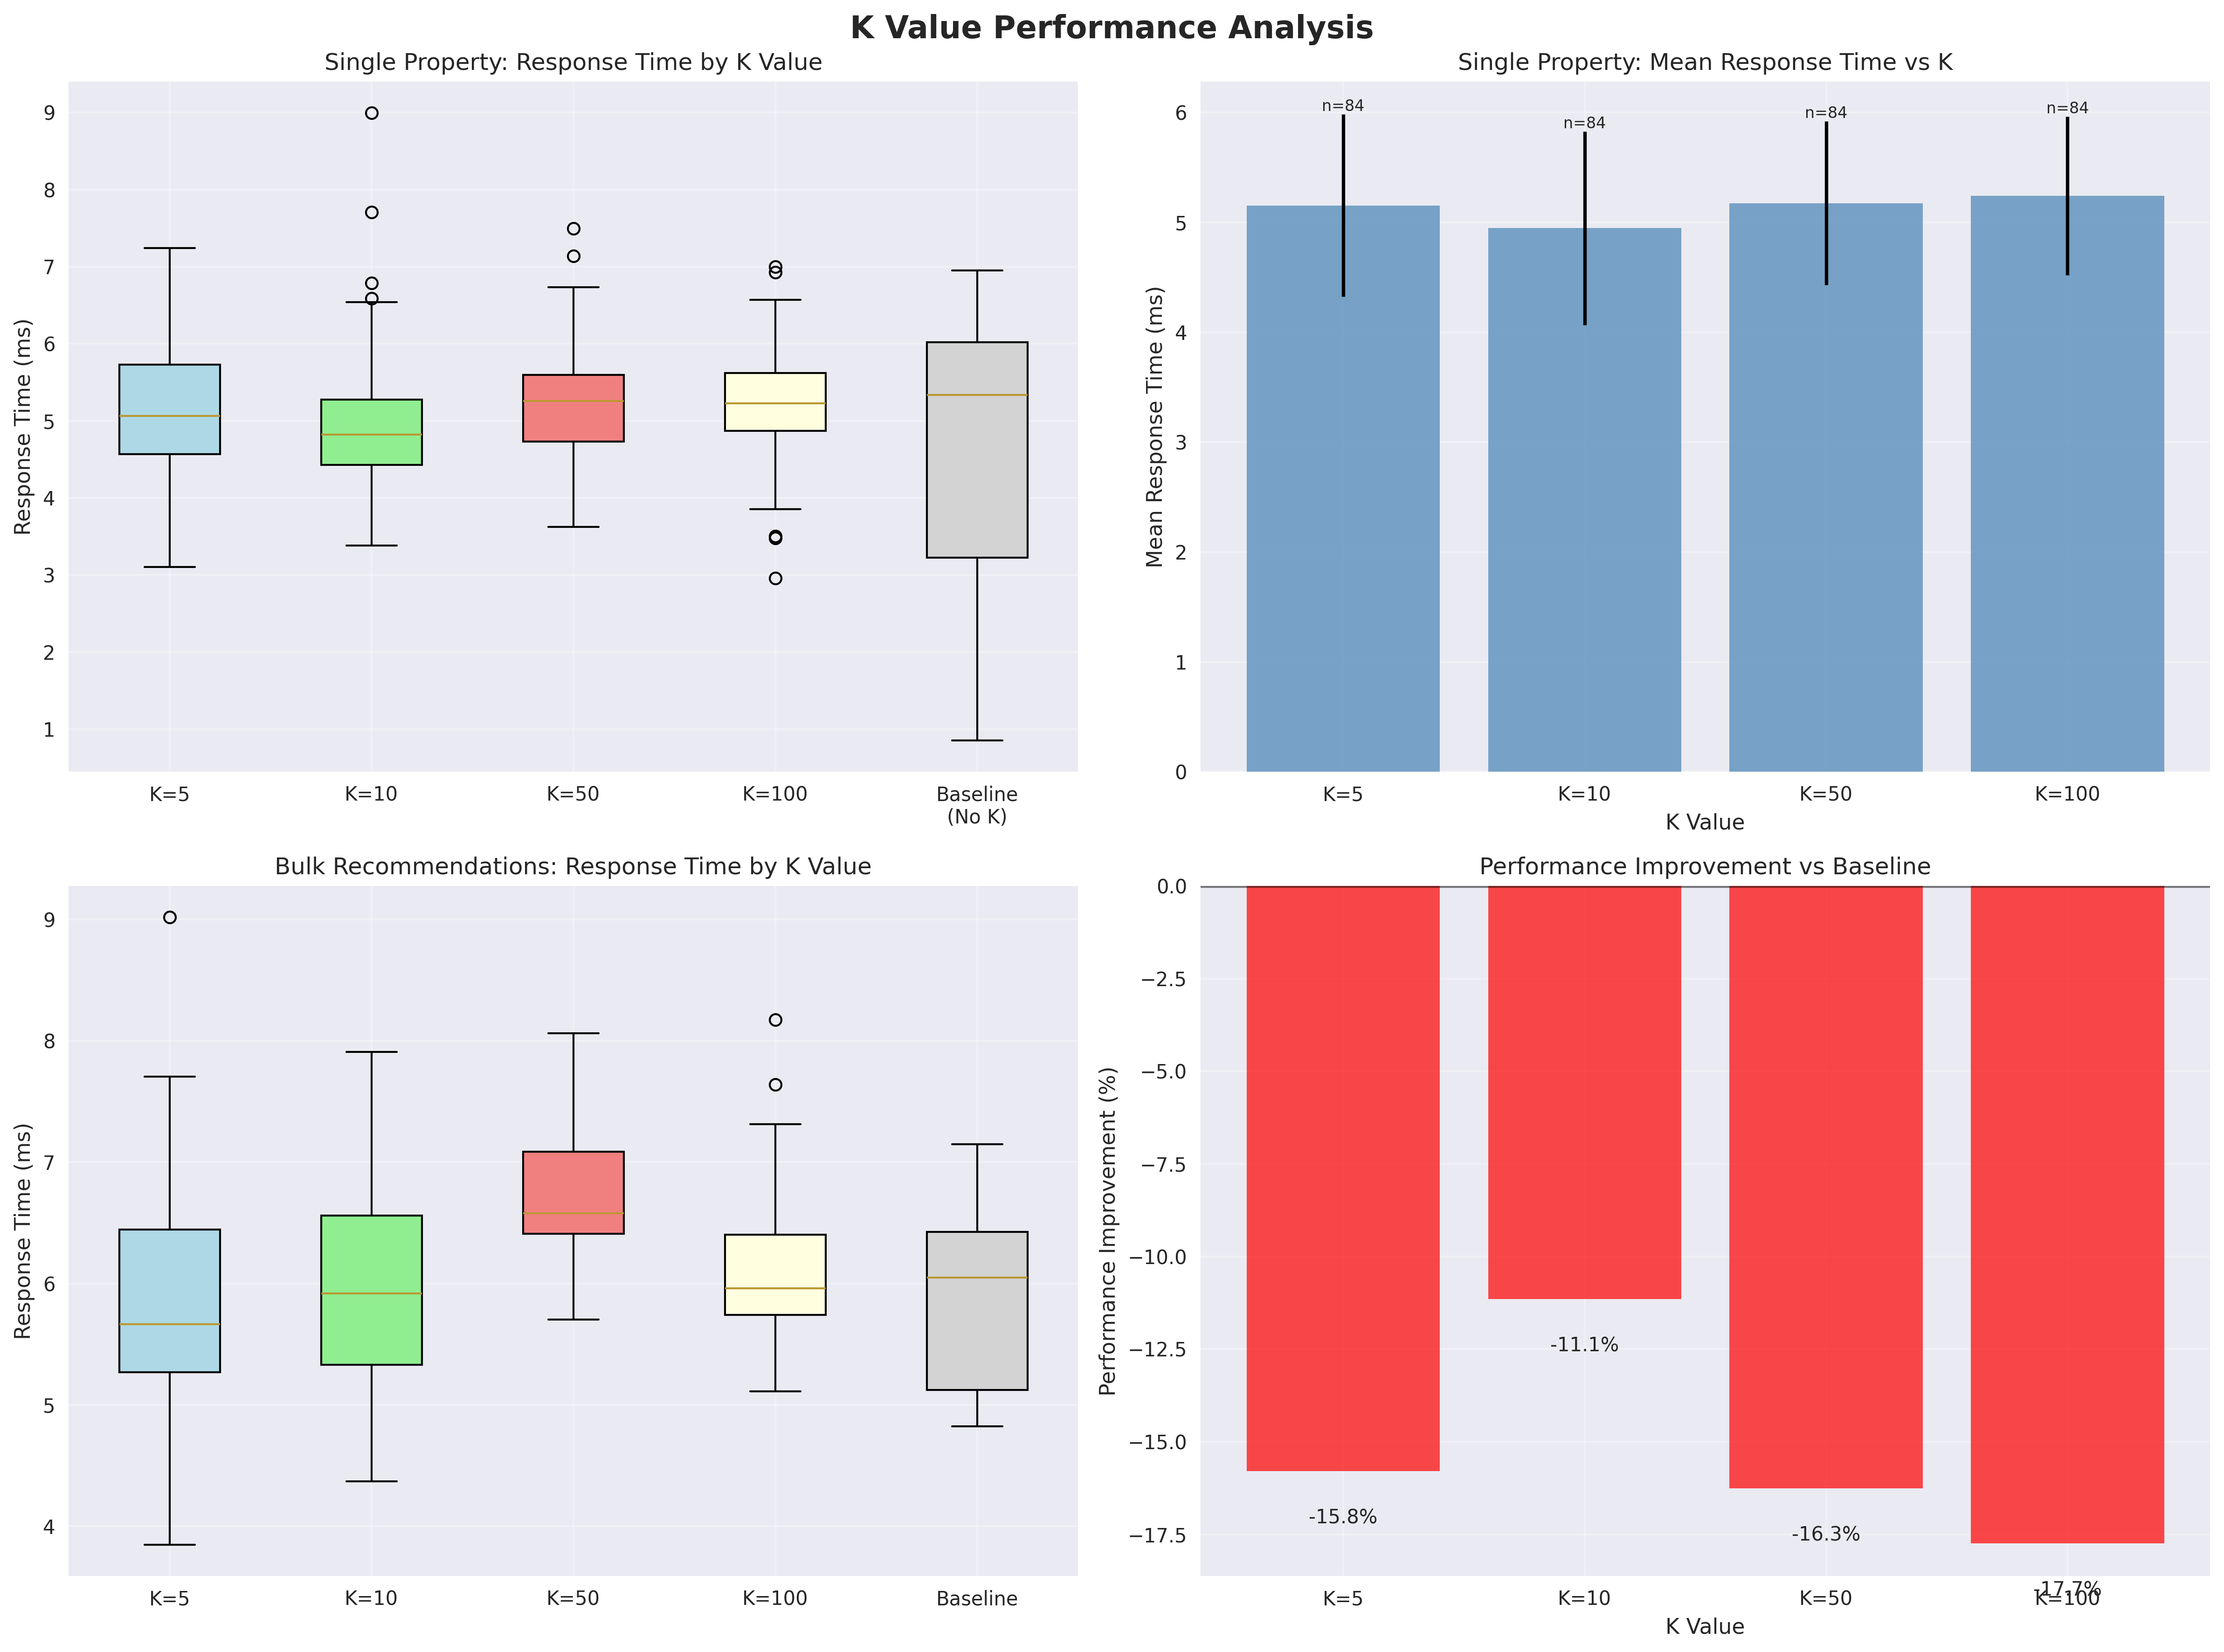 K Value Performance Analysis
Single Property: Response Time by K Value
Response Time (ms)
9
8
7
6
5
4
3
2
1
K=5
K=10
K=50
K=100
Baseline
(No K)
Single Property: Mean Response Time vs K
Mean Response Time (ms)
6
5
4
3
2
1
0
n=84
n=84
n=84
n=84
K=5
K=10
K=50
K=100
K Value
Bulk Recommendations: Response Time by K Value
Response Time (ms)
9
8
7
6
5
4
K=5
K=10
K=50
K=100
Baseline
Performance Improvement vs Baseline
Performance Improvement (%)
0.0
−2.5
−5.0
−7.5
−10.0
−12.5
−15.0
−17.5
-15.8%
-11.1%
-16.3%
-17.7%
K=5
K=10
K=50
K=100
K Value